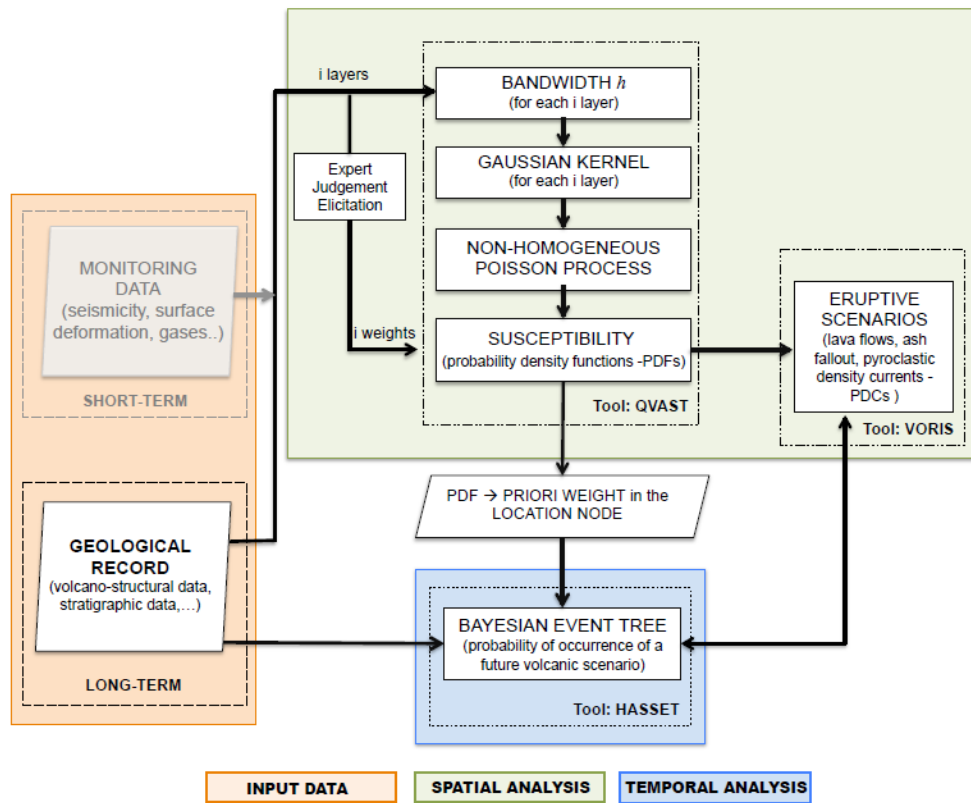 i layers
BANDWIDTH h
(for each i layer)
GAUSSIAN KERNEL
(for each i layer)
Expert
Judgement
Elicitation
NON-HOMOGENEOUS
POISSON PROCESS
MONITORING
DATA
(seismicity, surface
deformation, gases..)
SHORT-TERM
i weights
SUSCEPTIBILITY
(probability density functions -PDFs)
Tool: QVAST
ERUPTIVE
SCENARIOS
(lava flows, ash
fallout, pyroclastic
density currents -
PDCs )
Tool: VORIS
PDF → PRIORI WEIGHT in the
LOCATION NODE
GEOLOGICAL
RECORD
(volcano-structural data,
stratigraphic data,…)
LONG-TERM
BAYESIAN EVENT TREE
(probability of occurrence of a
future volcanic scenario)
Tool: HASSET
INPUT DATA
SPATIAL ANALYSIS
TEMPORAL ANALYSIS